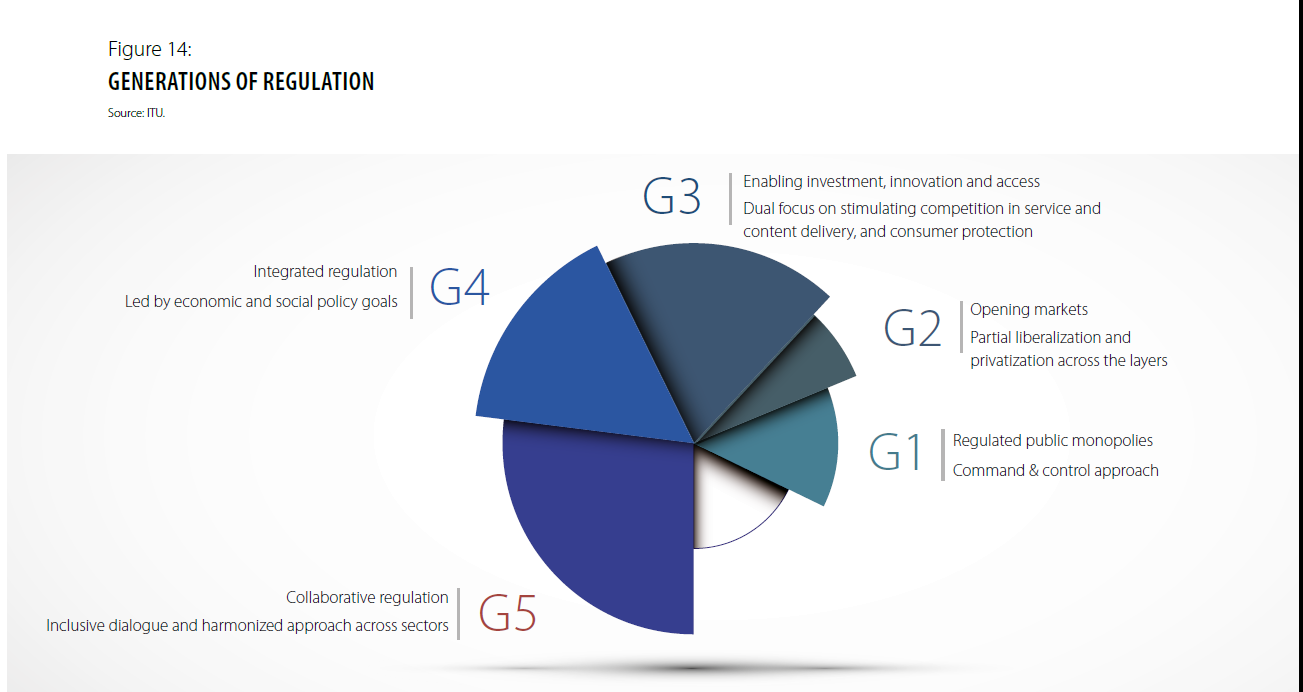 Figure 14:
GENERATIONS OF REGULATION
Source: ITU.
G3
Enabling investment, innovation and access
Dual focus on stimulating competition in service and
content delivery, and consumer protection
Integrated regulation
Led by economic and social policy goals
G4
G2
Opening markets
Partial liberalization and
privatization across the layers
G1
Regulated public monopolies
Command & control approach
Collaborative regulation
Inclusive dialogue and harmonized approach across sectors
G5